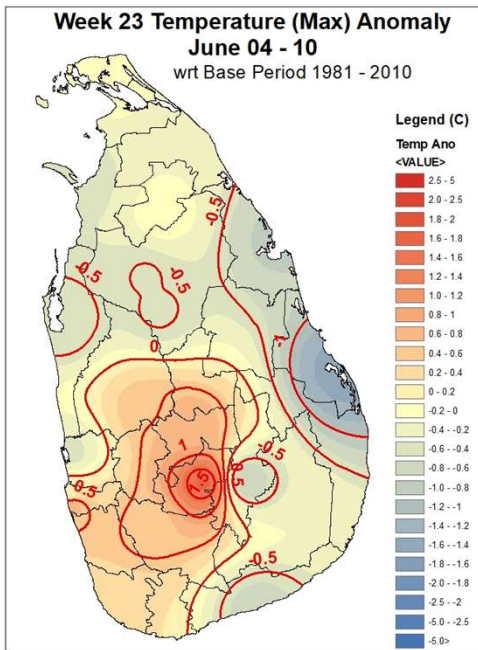 Week 23 Temperature (Max) Anomaly
June 04 - 10
wrt Base Period 1981 - 2010
Legend (C)
Temp Ano
<VALUE>
2.5 - 5
2.0 - 2.5
1.8 - 2
1.6 - 1.8
1.4 - 1.6
1.2 - 1.4
1.0 - 1.2
0.8 - 1
0.6 - 0.8
0.4 - 0.6
0.2 - 0.4
0 - 0.2
-0.2 - 0
-0.4 - -0.2
-0.6 - -0.4
-0.8 - -0.6
-1.0 - -0.8
-1.2 - -1
-1.4 - -1.2
-1.6 - -1.4
-1.8 - -1.6
-2.0 - -1.8
-2.5 - -2
-5.0 - -2.5
-5.0>
-0.5
-0.5
-0.5
-1
0
1
-0.5
0.5
1.5
0.5
-0.5